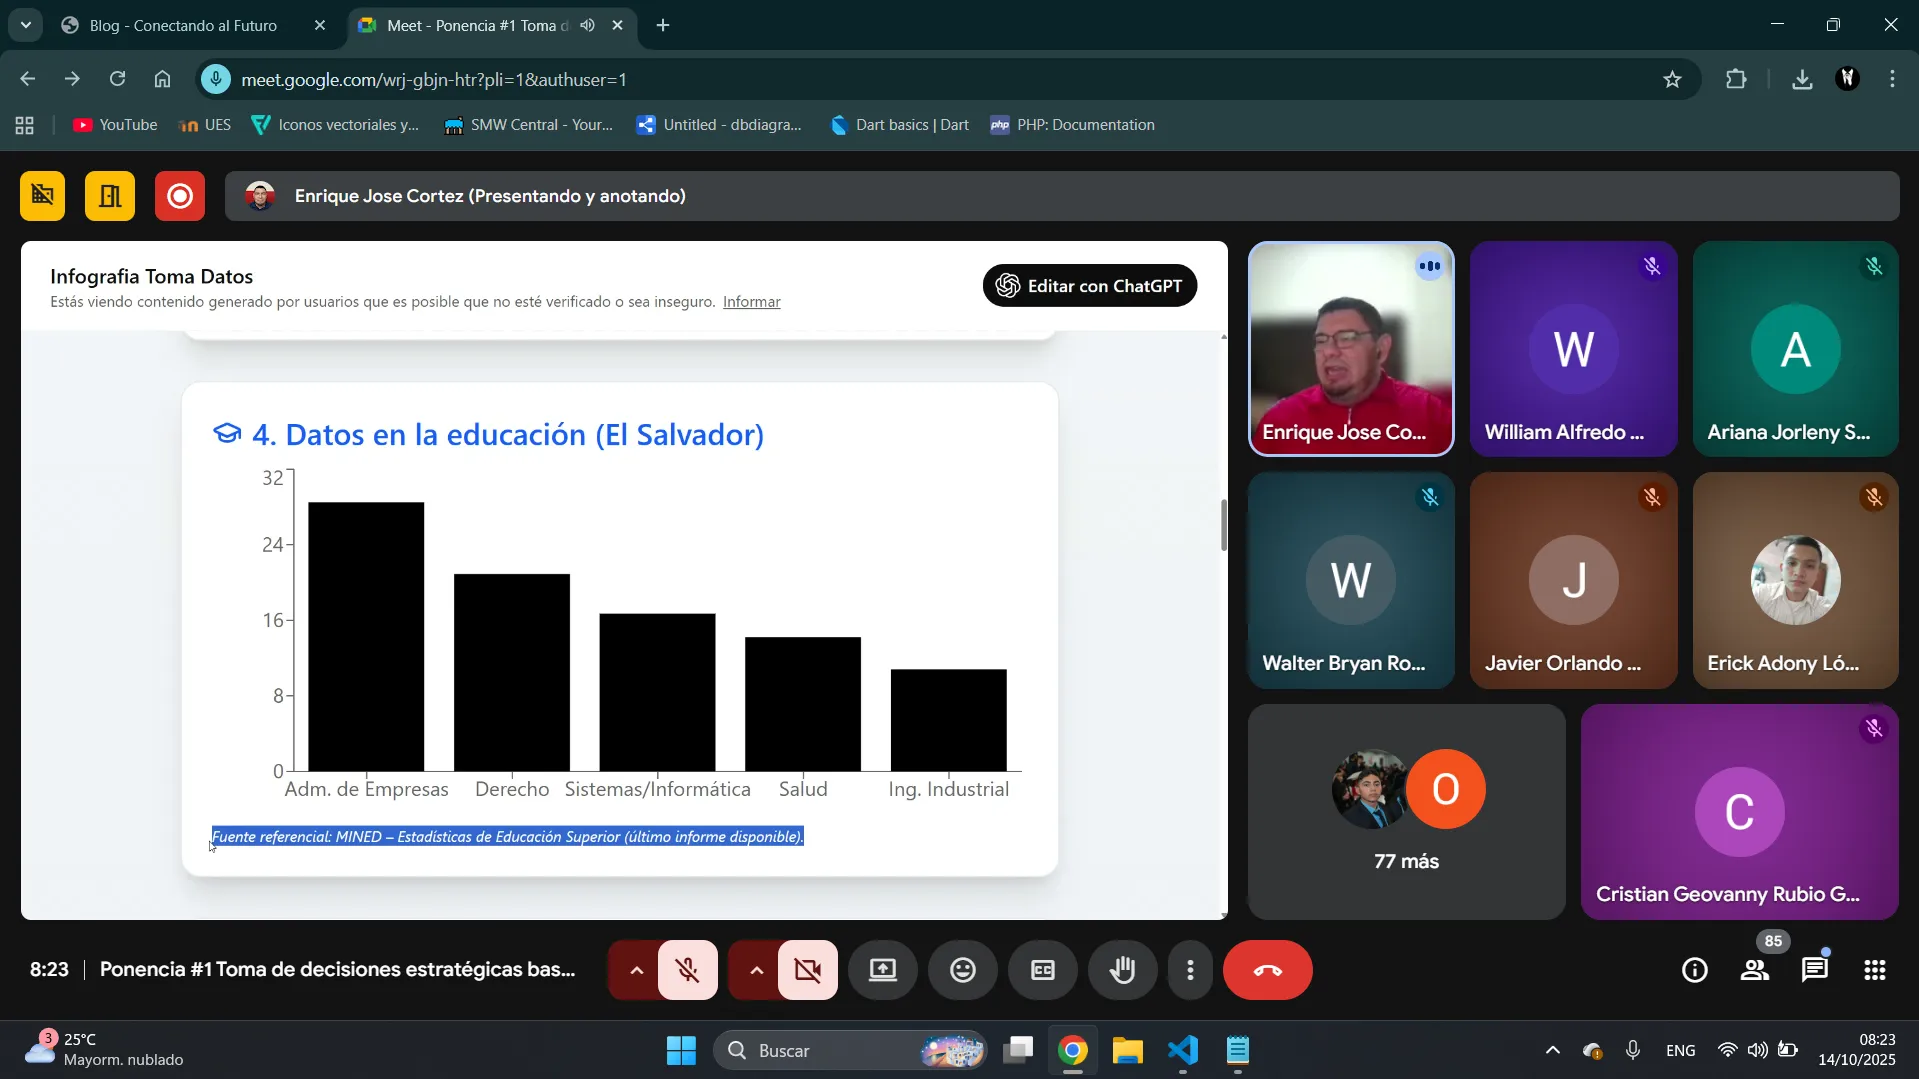 Blog - Conectando al Futuro
Meet - Ponencia #1 Toma d
meet.google.com/wrj-gbjn-htr?pli=1&authuser=1
YouTube
UES
Iconos vectoriales y...
SMW Central - Your...
Untitled - dbdiagra...
Dart basics | Dart
php
PHP: Documentation
Enrique Jose Cortez (Presentando y anotando)
Infografia Toma Datos
Estás viendo contenido generado por usuarios que es posible que no esté verificado o sea inseguro. Informar
Editar con ChatGPT
4. Datos en la educación (El Salvador)
32
24
16
8
0
Adm. de Empresas
Derecho
Sistemas/Informática
Salud
Ing. Industrial
Fuente referencial: MINED – Estadísticas de Educación Superior (último informe disponible).
Enrique Jose Co...
W
William Alfredo ...
A
Ariana Jorleny S...
W
Walter Bryan Ro...
J
Javier Orlando ...
Erick Adony Ló...
O
77 más
C
Cristian Geovanny Rubio G...
8:23
Ponencia #1 Toma de decisiones estratégicas bas...
CC
85
3
25°C
Mayorm. nublado
Buscar
ENG
08:23
14/10/2025